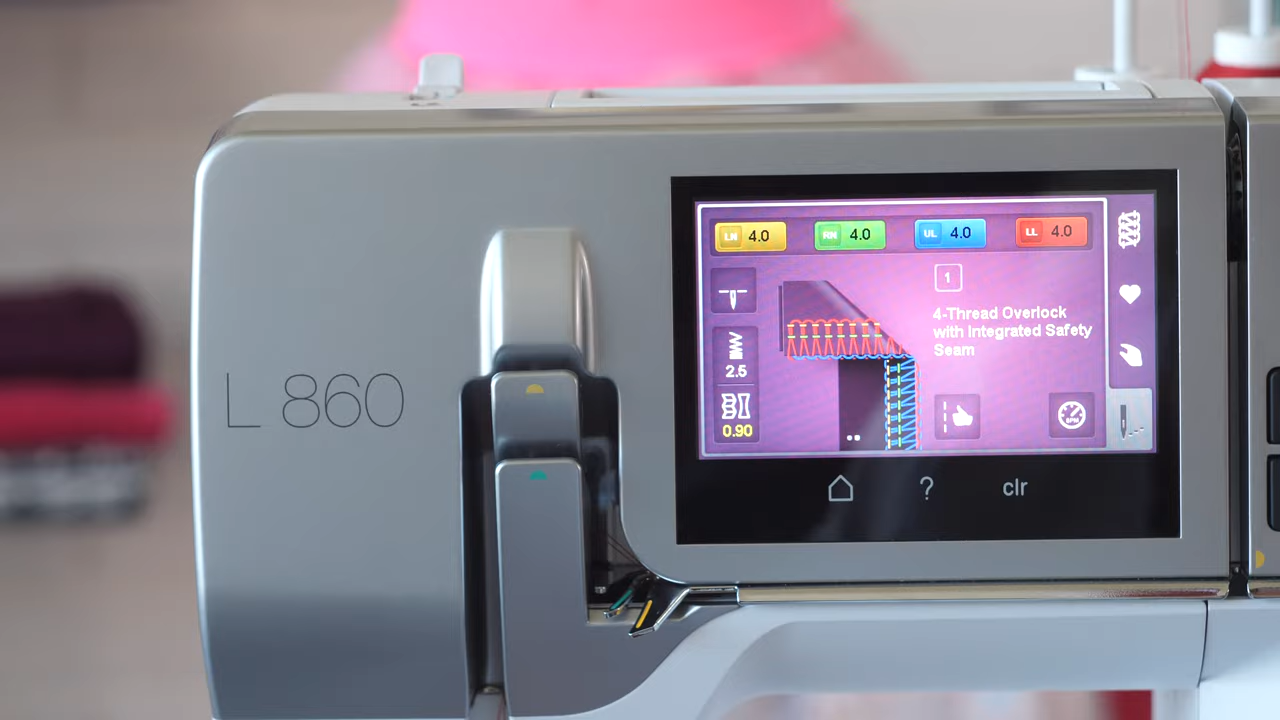 LN 4.0
RN 4.0
UL 4.0
LL 4.0
1
4-Thread Overlock
with Integrated Safety
Seam
2.5
0.90
L 860
?
clr